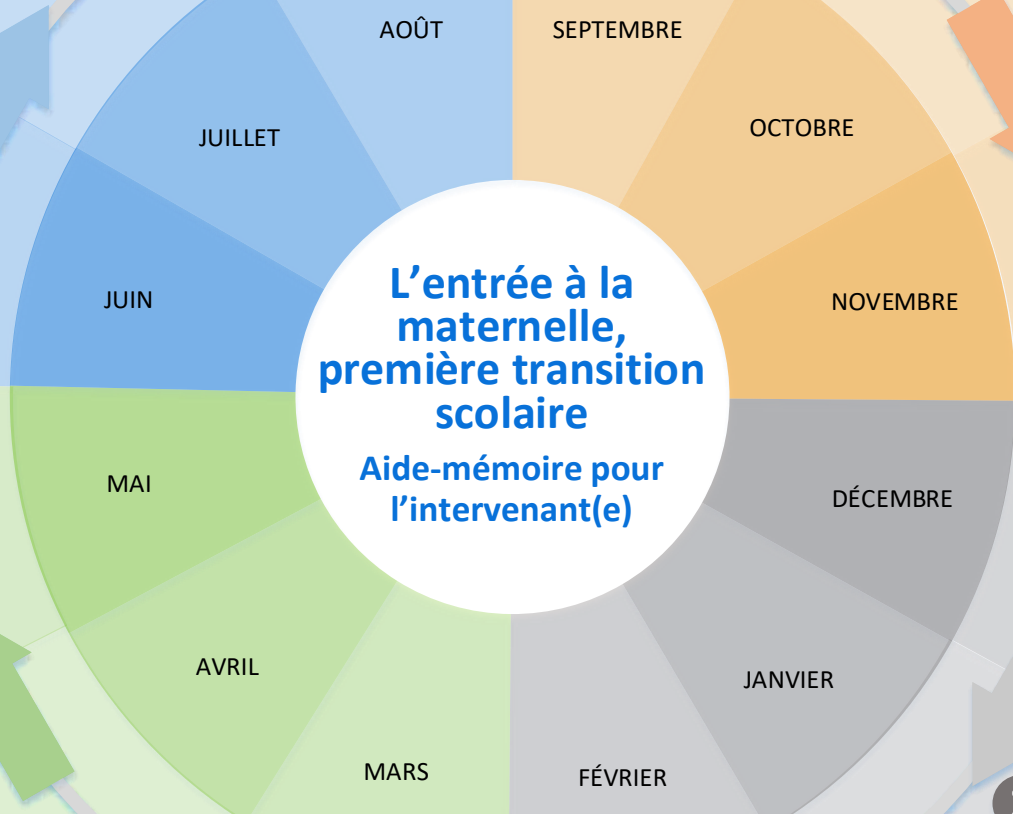 AOÛT
SEPTEMBRE
JUILLET
OCTOBRE
JUIN
NOVEMBRE
L’entrée à la
maternelle,
première transition
scolaire
Aide-mémoire pour
l’intervenant(e)
MAI
DÉCEMBRE
AVRIL
JANVIER
MARS
FÉVRIER